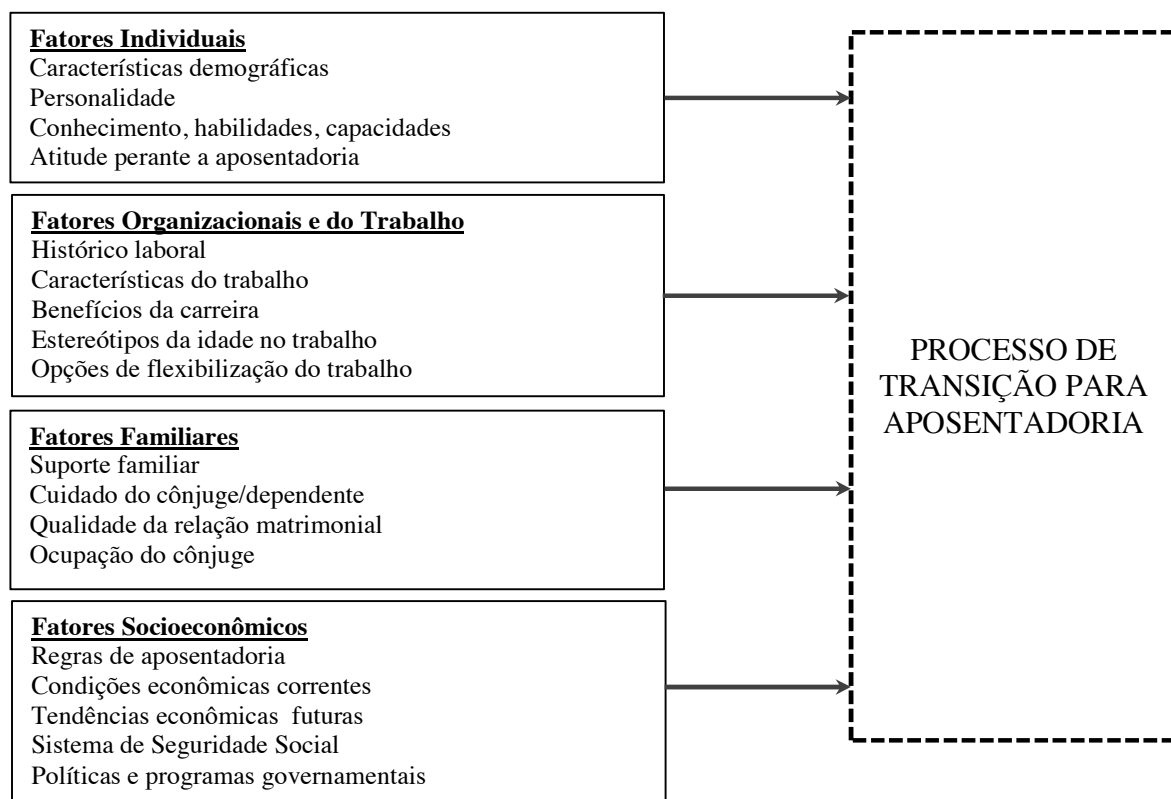 Fatores Individuais
Características demográficas
Personalidade
Conhecimento, habilidades, capacidades
Atitude perante a aposentadoria
Fatores Organizacionais e do Trabalho
Histórico laboral
Características do trabalho
Benefícios da carreira
Estereótipos da idade no trabalho
Opções de flexibilização do trabalho
Fatores Familiares
Suporte familiar
Cuidado do cônjuge/dependente
Qualidade da relação matrimonial
Ocupação do cônjuge
Fatores Socioeconômicos
Regras de aposentadoria
Condições econômicas correntes
Tendências econômicas futuras
Sistema de Seguridade Social
Políticas e programas governamentais
PROCESSO DE
TRANSIÇÃO PARA
APOSENTADORIA